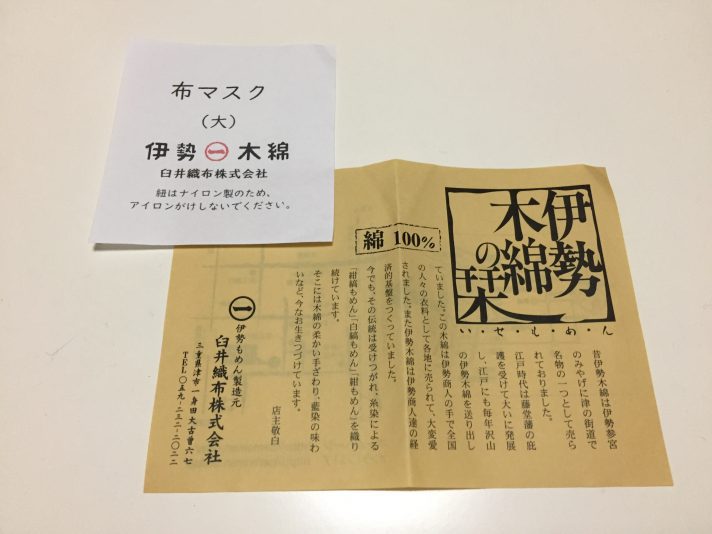 布マスク
（大）
伊勢㊀木綿
臼井織布株式会社
紐はナイロン製のため、
アイロンがけしないでください。
伊勢
木綿
の
栞
い・せ・も・め・ん
綿 100%
昔伊勢木綿は伊勢参宮
のみやげに津の街道で
名物の一つとして売ら
れておりました。
江戸時代は藤堂藩の庇
護を受けて大いに発展
し、江戸にも毎年沢山
の伊勢木綿を送り出し
ていました。この木綿は伊勢商人の手で全国
の人々の衣料として各地に売られて、大変愛
されました。また伊勢木綿は伊勢商人達の経
済的基盤をつくっていました。
今でも、その伝統は受けつがれ、糸染による
「紺縞もめん」「白縞もめん」「紺もめん」を織り
続けています。
そこには木綿の柔かい手ざわり、藍染の味わ
いなど、今なお生きつづけています。
店主敬白
㊀
伊勢もめん製造元
臼井織布株式会社
三重県津市一身田大古曽六七
TEL〇五九-二三二-二〇二二